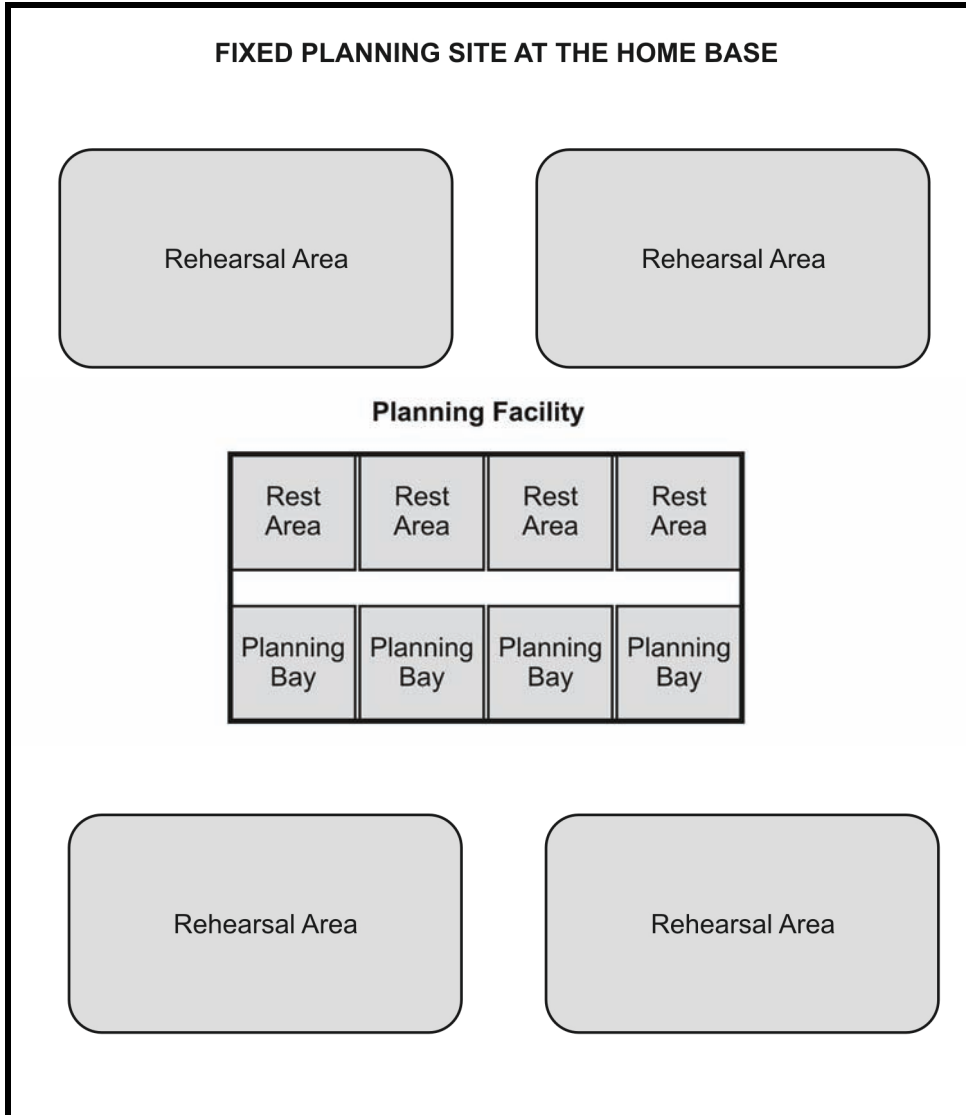 FIXED PLANNING SITE AT THE HOME BASE
Rehearsal Area
Rehearsal Area
Planning Facility
Rest
Area
Rest
Area
Rest
Area
Rest
Area
Planning
Bay
Planning
Bay
Planning
Bay
Planning
Bay
Rehearsal Area
Rehearsal Area